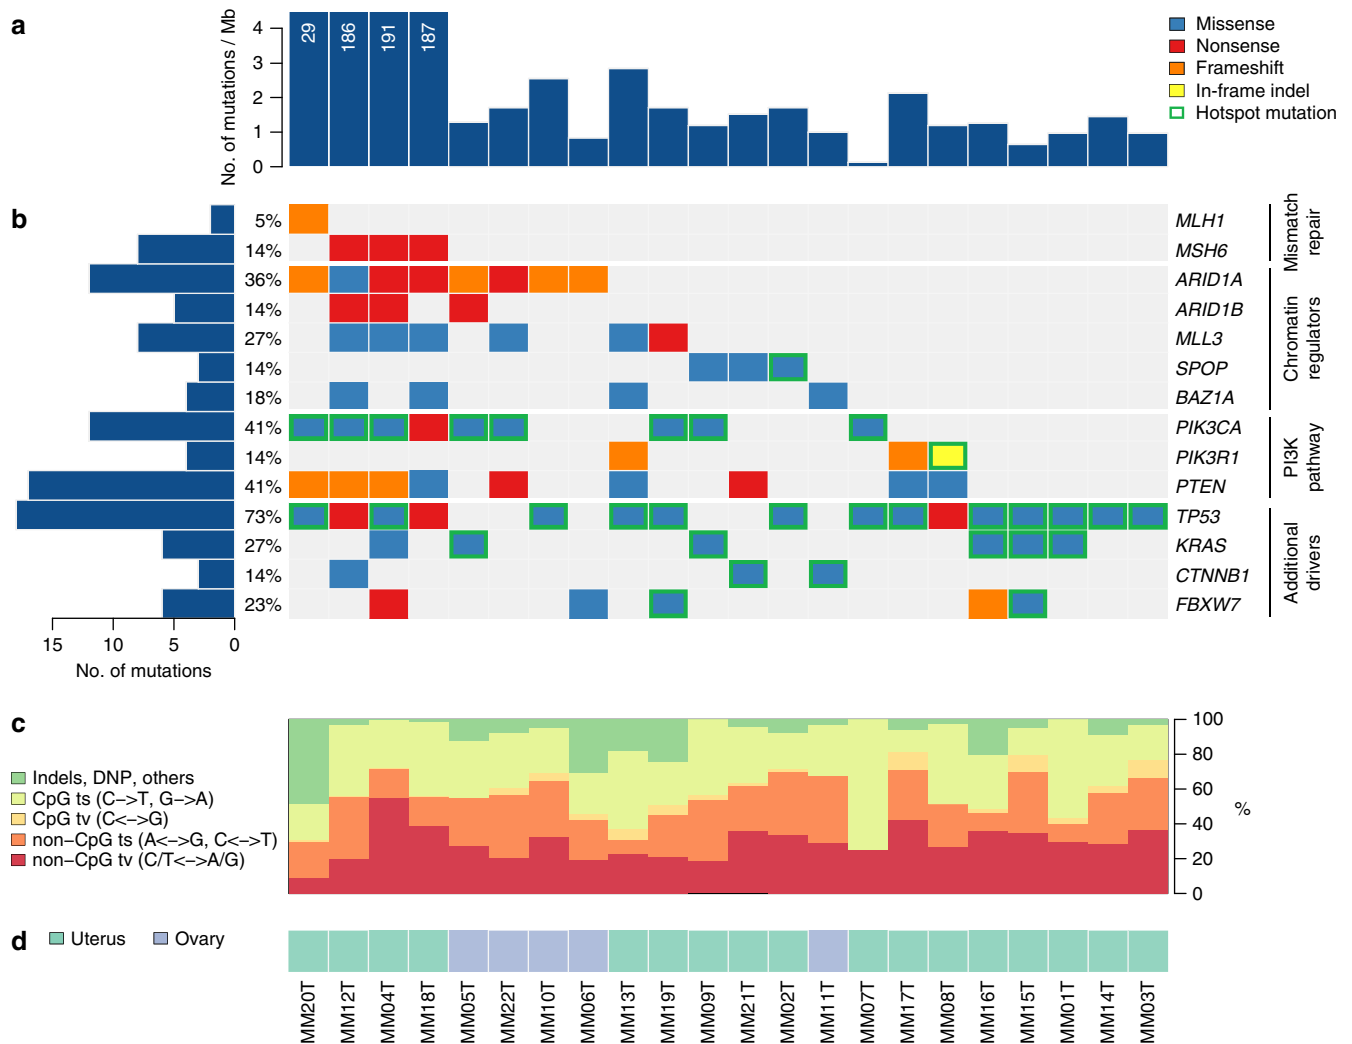 a
No. of mutations / Mb
4
3
2
1
0
29
186
191
187
Missense
Nonsense
Frameshift
In-frame indel
Hotspot mutation
b
5% MLH1
14% MSH6
36% ARID1A
14% ARID1B
27% MLL3
14% SPOP
18% BAZ1A
41% PIK3CA
14% PIK3R1
41% PTEN
73% TP53
27% KRAS
14% CTNNB1
23% FBXW7
Mismatch
repair
Chromatin
regulators
PI3K
pathway
Additional
drivers
15 10 5 0
No. of mutations
c
Indels, DNP, others
CpG ts (C−>T, G−>A)
CpG tv (C<−>G)
non−CpG ts (A<−>G, C<−>T)
non−CpG tv (C/T<−>A/G)
100
80
60
40
20
0
%
d
Uterus
Ovary
MM20T
MM12T
MM04T
MM18T
MM05T
MM22T
MM10T
MM06T
MM13T
MM19T
MM09T
MM21T
MM02T
MM11T
MM07T
MM17T
MM08T
MM16T
MM15T
MM01T
MM14T
MM03T